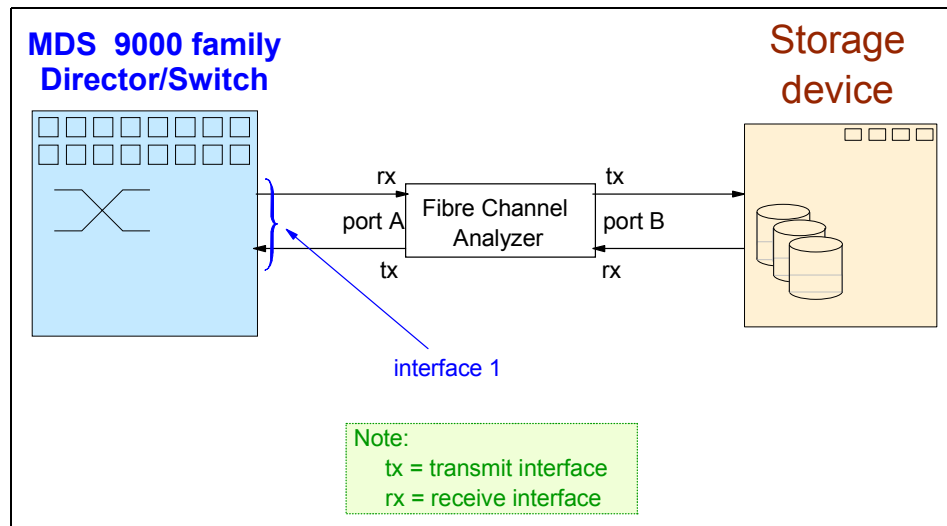 MDS 9000 family
Director/Switch
Storage
device
rx
tx
port A
Fibre Channel
Analyzer
port B
tx
rx
interface 1
Note:
tx = transmit interface
rx = receive interface